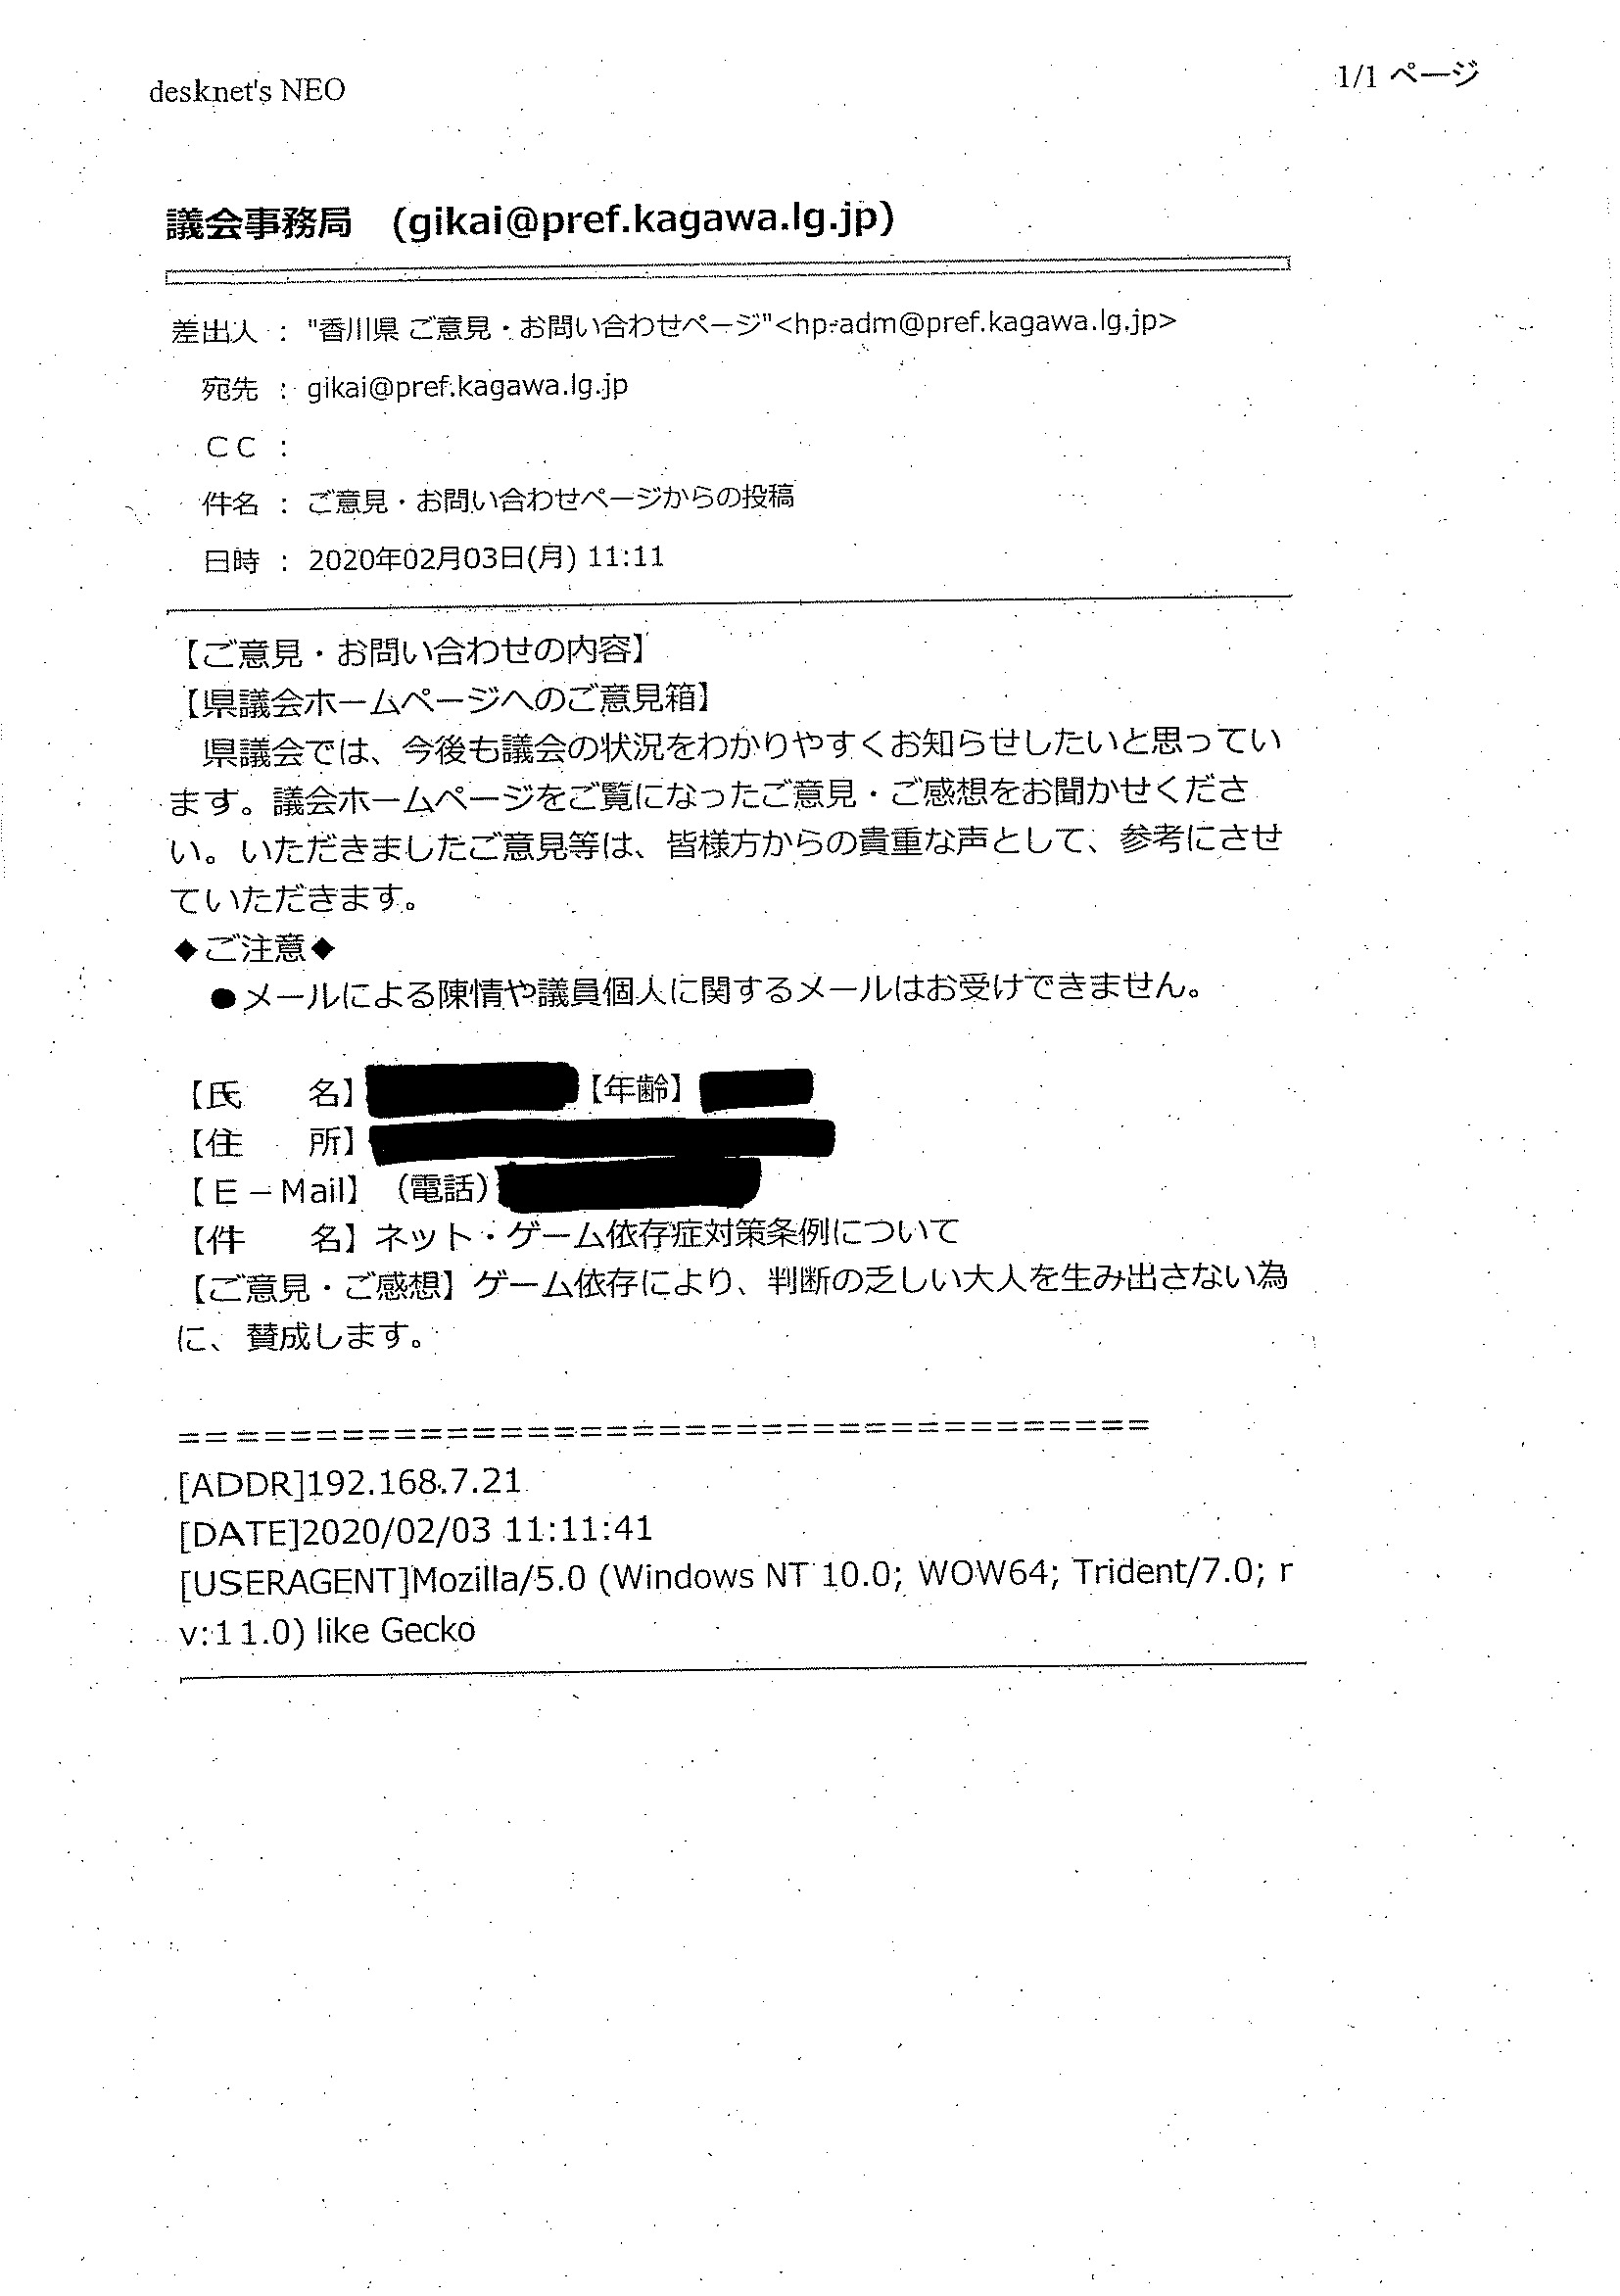 desknet's NEO
1/1 ページ
議会事務局　(gikai@pref.kagawa.lg.jp)
差出人 : "香川県 ご意見・お問い合わせページ"<hp-adm@pref.kagawa.lg.jp>
宛先 : gikai@pref.kagawa.lg.jp
ＣＣ :
件名 : ご意見・お問い合わせページからの投稿
日時 : 2020年02月03日(月) 11:11
【ご意見・お問い合わせの内容】
【県議会ホームページへのご意見箱】
　県議会では、今後も議会の状況をわかりやすくお知らせしたいと思ってい
ます。議会ホームページをご覧になったご意見・ご感想をお聞かせくださ
い。いただきましたご意見等は、皆様方からの貴重な声として、参考にさせ
ていただきます。
◆ご注意◆
　●メールによる陳情や議員個人に関するメールはお受けできません。
【氏　　名】【年齢】
【住　　所】
【Ｅ－Mail】（電話）
【件　　名】ネット・ゲーム依存症対策条例について
【ご意見・ご感想】ゲーム依存により、判断の乏しい大人を生み出さない為
に、賛成します。
=====================================
[ADDR]192.168.7.21
[DATE]2020/02/03 11:11:41
[USERAGENT]Mozilla/5.0 (Windows NT 10.0; WOW64; Trident/7.0; r
v:11.0) like Gecko